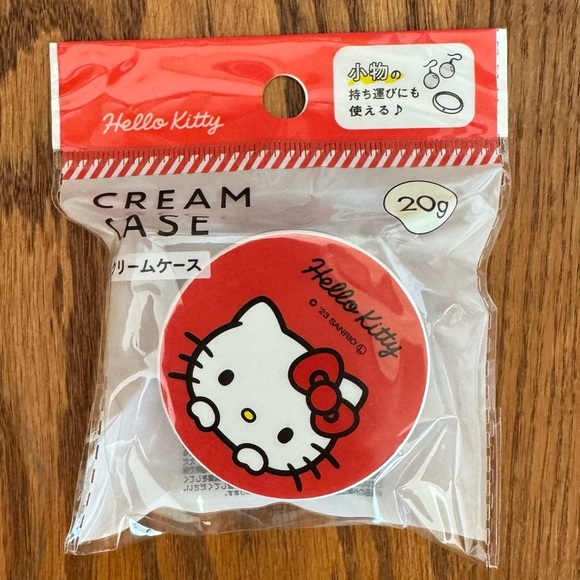 Hello Kitty
小物の
持ち運びにも
使える♪
CREAM
CASE
クリームケース
20g
Hello Kitty
© '23 SANRIO Ⓛ